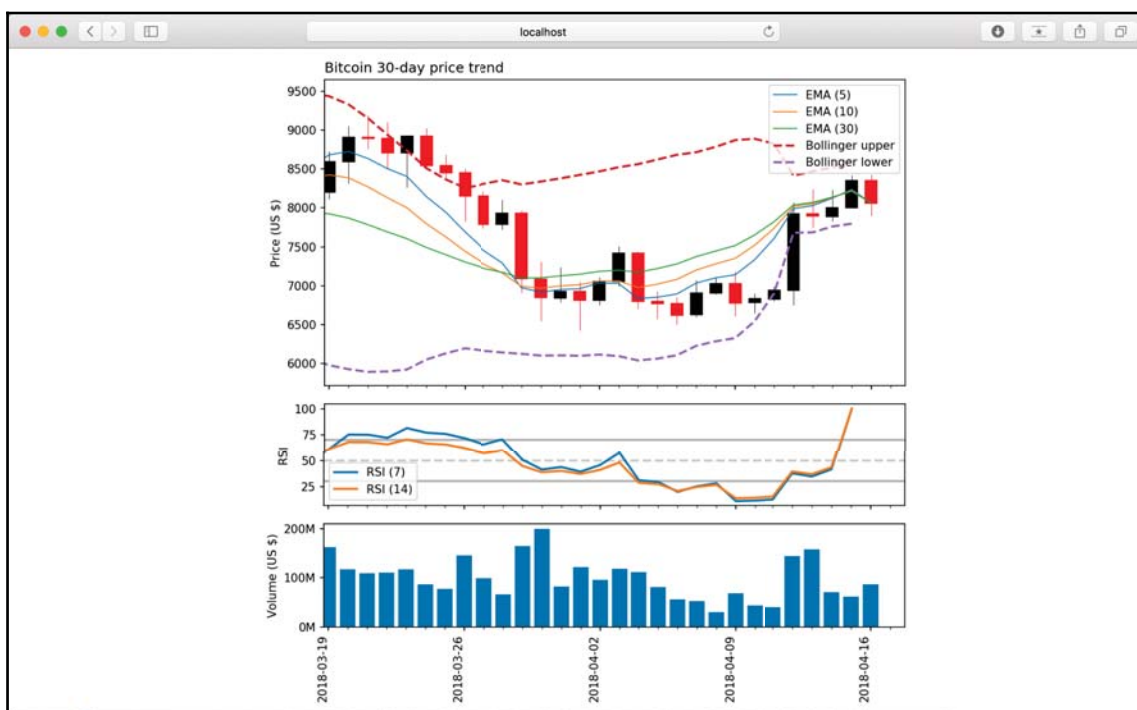 localhost
Bitcoin 30-day price trend
9500
9000
8500
8000
7500
7000
6500
6000
Price (US $)
EMA (5)
EMA (10)
EMA (30)
Bollinger upper
Bollinger lower
100
75
50
25
RSI
RSI (7)
RSI (14)
200M
100M
0M
Volume (US $)
2018-03-19
2018-03-26
2018-04-02
2018-04-09
2018-04-16